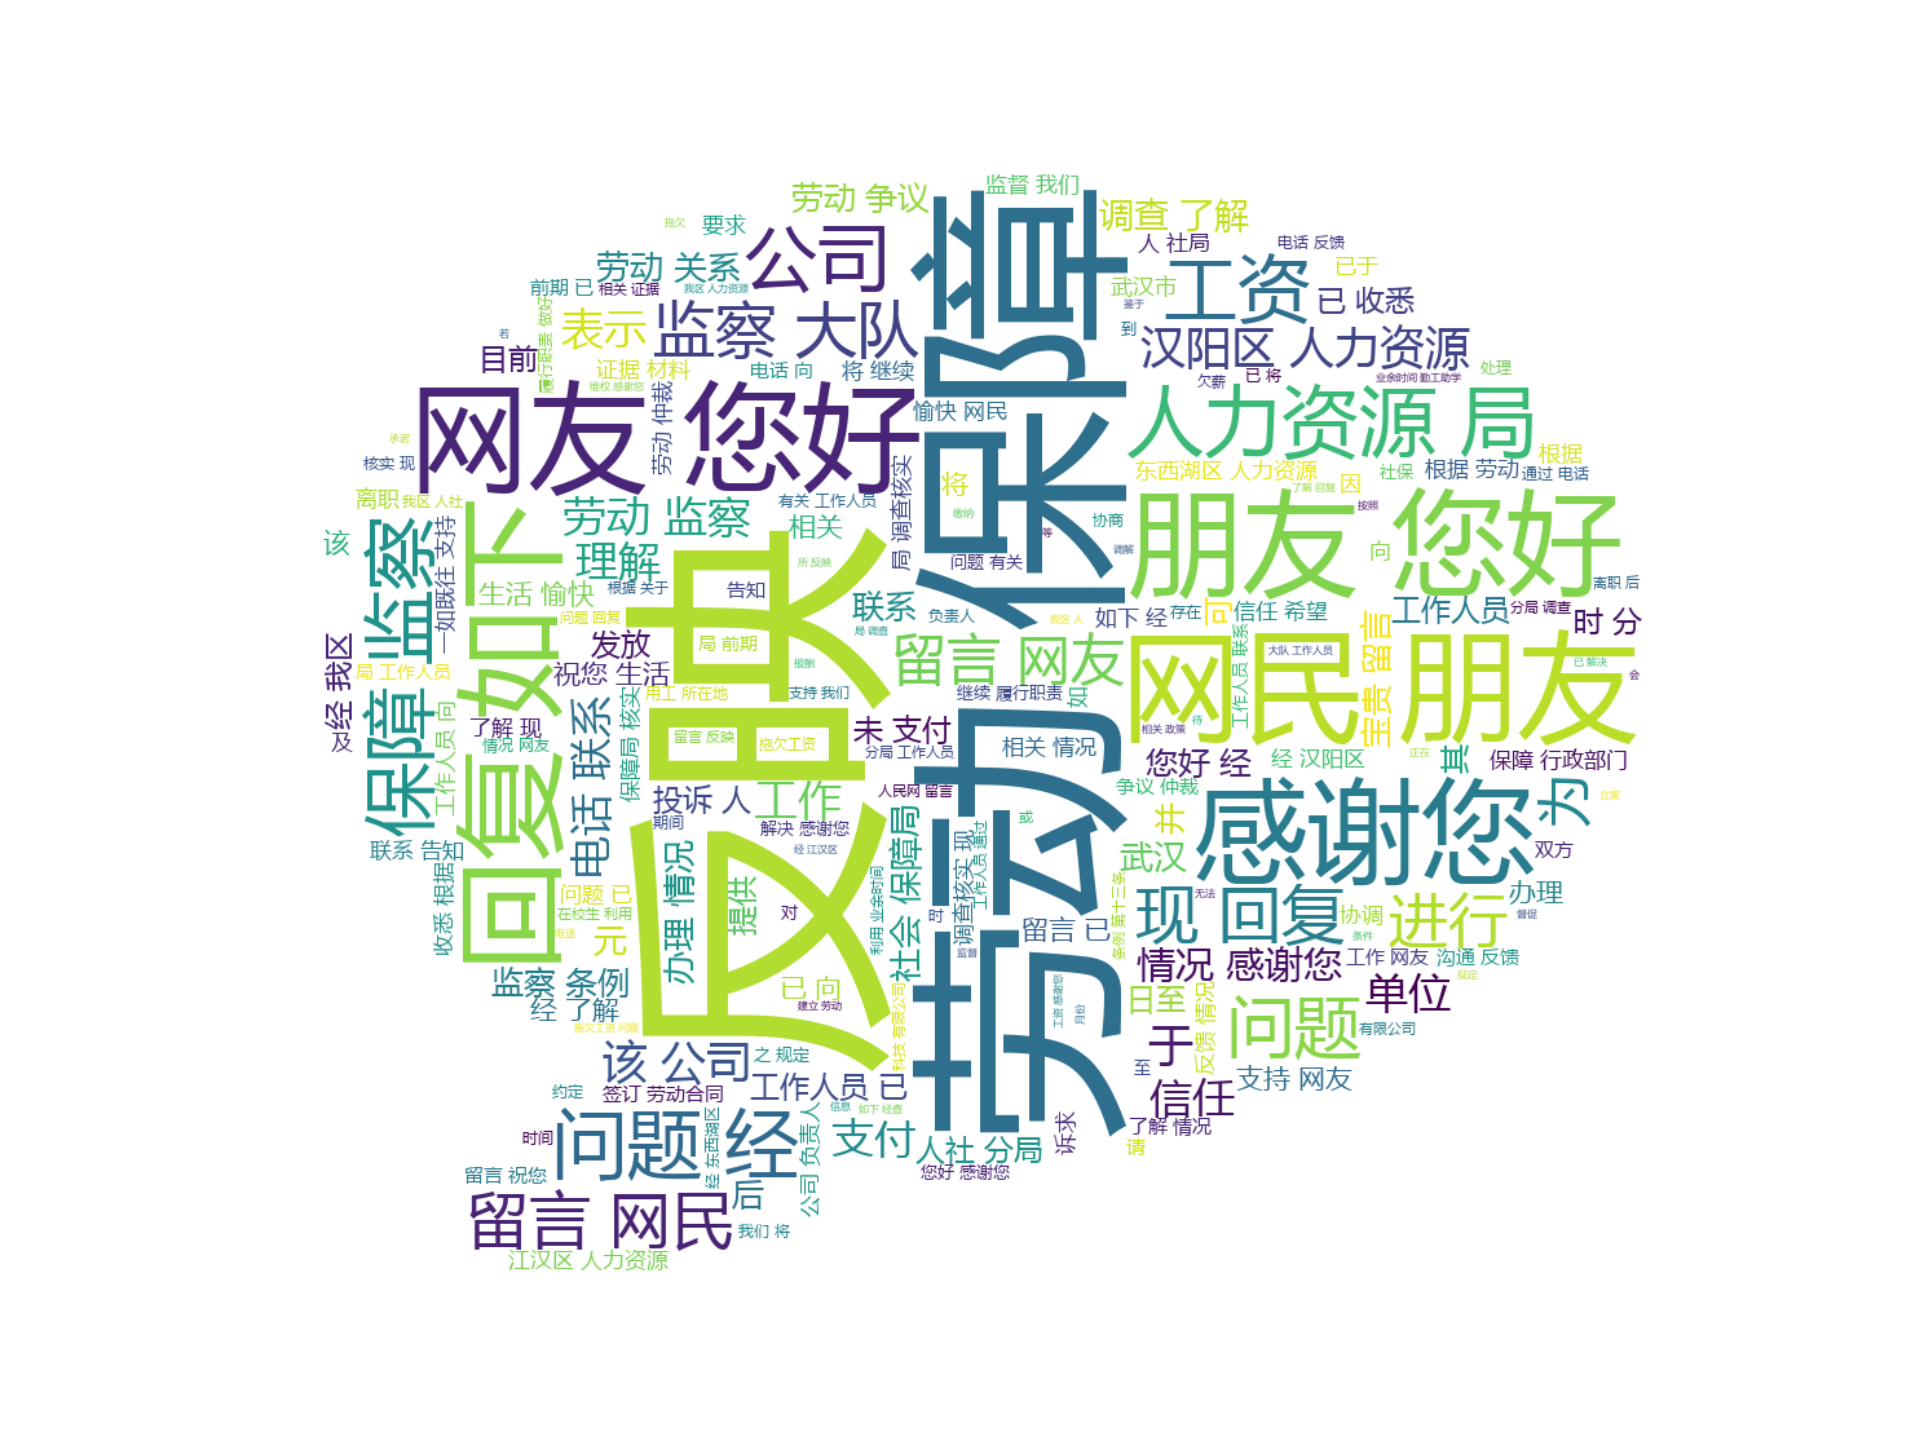 监督 我们
劳动 争议
调查 了解
拖欠
要求
公司
人 社局
电话 反馈
劳动 关系
工资
已于
前期 已
相关 证据
我区 人力资源
武汉市
已 收悉
鉴于
履行职责 做好
表示
监察 大队
到
汉阳区 人力资源
若
目前
证据 材料
电话 向
将 继续
处理
维权 感谢您
欠薪
已 将
业余时间 勤工助学
网友 您好
劳动 仲裁
愉快 网民
劳动 保障
人力资源 局
承诺
核实 现
局 调查核实
根据
东西湖区 人力资源
社保
根据 劳动
通过 电话
离职
我区 人社
有关 工作人员
将
了解 回复
因
按照
朋友 您好
劳动 监察
相关
缴纳
协商
等
该
保障 监察
一如既往 支持
回复 如下
理解
反映
所 反映
问题 有关
调解
向
生活 愉快
根据 关于
告知
联系
负责人
如下 经
存在
可
信任 希望
工作人员
分局 调查
离职 后
时 分
问题 回复
局 调查
我区 人
发放
局 前期
留言 网友
工作人员 联系
大队 工作人员
宝贵 留言
网民 朋友
已 解决
及
经 我区
局 工作人员
祝您 生活
报酬
会
用工 所在地
支持 我们
继续 履行职责
如
工作人员 向
了解 现
电话 联系
保障局 核实
留言 反映
拖欠工资
未 支付
待
相关 政策
情况 网友
分局 工作人员
相关 情况
您好 经
经 汉阳区
正在
其
保障 行政部门
投诉 人
工作
人民网 留言
争议 仲裁
感谢您
为
立案
期间
解决 感谢您
社会 保障局
调查核实 现
工作人员 通过
或
并
联系 告知
经 江汉区
武汉
双方
收悉 根据
办理 情况
提供
利用 业余时间
条例 第十三条
无法
办理
问题 已
在校生 利用
对
留言 已
现 回复
协调
进行
督促
电话
元
监督
条件
情况 感谢您
工作 网友
沟通 反馈
规定
监察 条例
已 向
科技 有限公司
工资 感谢您
月份
日至
单位
经 了解
建立 劳动
拖欠工资 问题
于
反馈 情况
问题
有限公司
该 公司
之 规定
至
支持 网友
约定
签订 劳动合同
工作人员 已
信任
信息
如下 经查
时间
问题 经
经 东西湖区
公司 负责人
支付
人社 分局
诉求
了解 情况
请
留言 祝您
后
您好 感谢您
留言 网民
我们 将
江汉区 人力资源